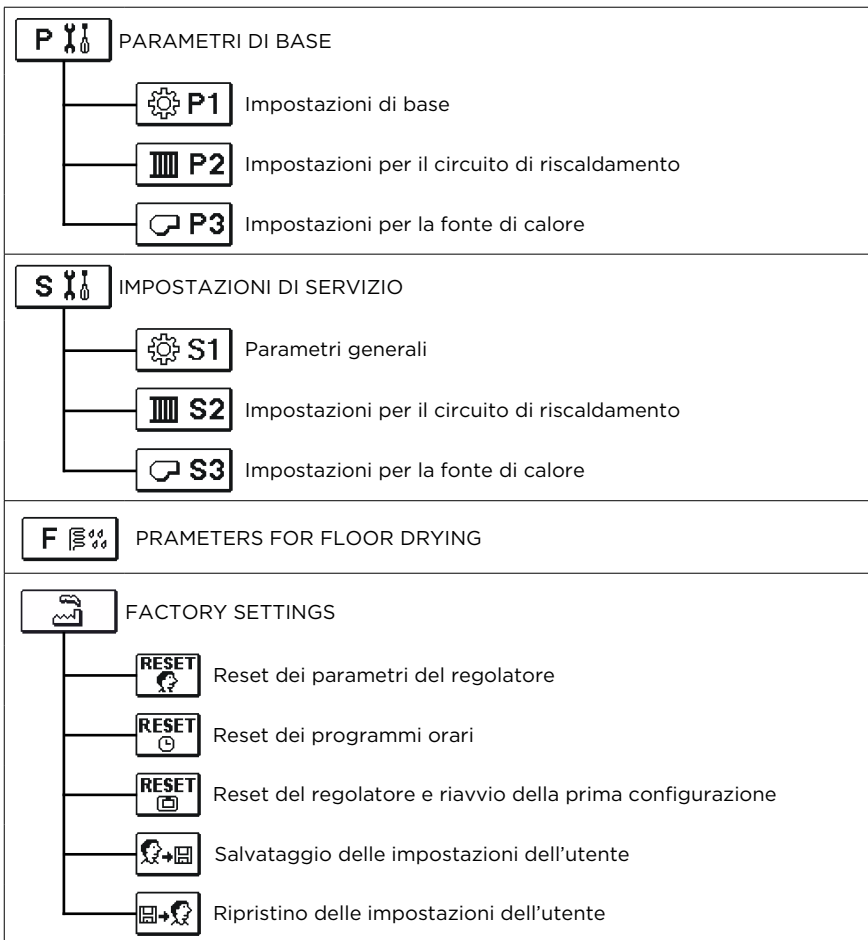 P PARAMETRI DI BASE
P1 Impostazioni di base
P2 Impostazioni per il circuito di riscaldamento
P3 Impostazioni per la fonte di calore
S IMPOSTAZIONI DI SERVIZIO
S1 Parametri generali
S2 Impostazioni per il circuito di riscaldamento
S3 Impostazioni per la fonte di calore
F PRAMETERS FOR FLOOR DRYING
FACTORY SETTINGS
RESET Reset dei parametri del regolatore
RESET Reset dei programmi orari
RESET Reset del regolatore e riavvio della prima configurazione
Salvataggio delle impostazioni dell’utente
Ripristino delle impostazioni dell’utente